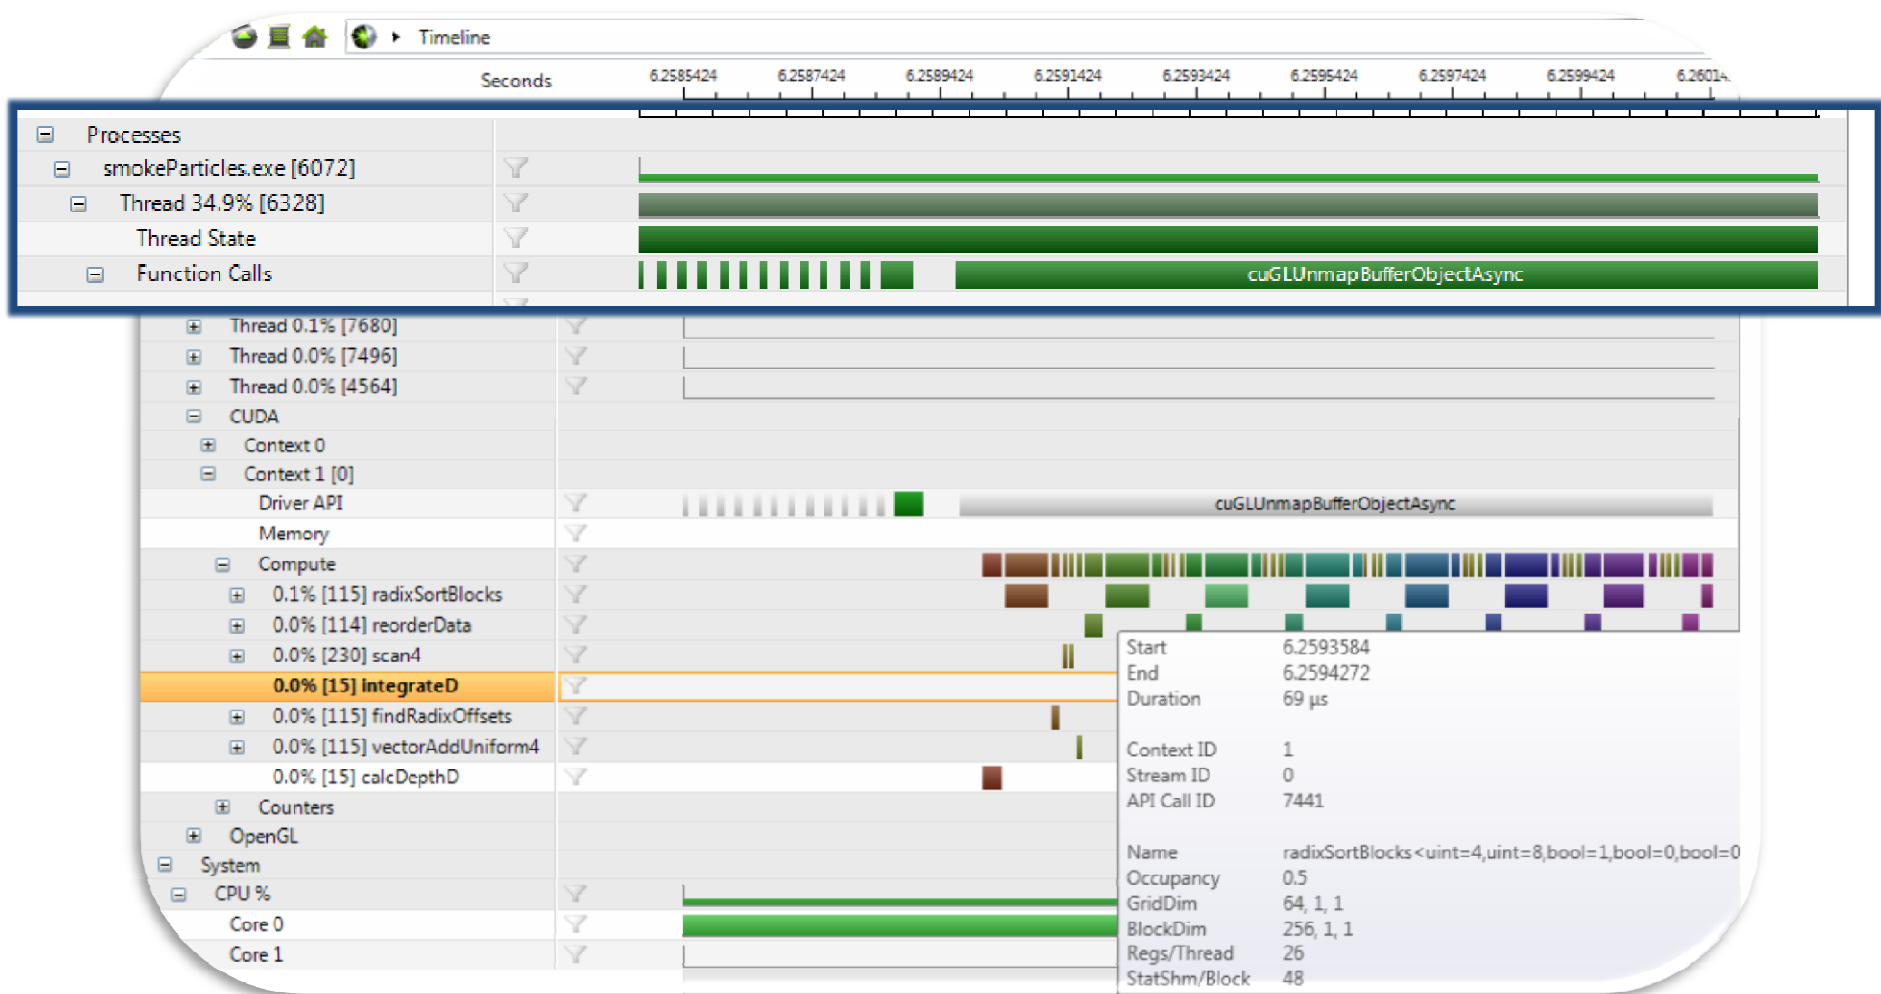 Timeline
Seconds 6.2585424 6.2587424 6.2589424 6.2591424 6.2593424 6.2595424 6.2597424 6.2599424
Processes
smokeParticles.exe [6072]
Thread 34.9% [6328]
Thread State
Function Calls cuGLUnmapBufferObjectAsync
Thread 0.1% [7680]
Thread 0.0% [7496]
Thread 0.0% [4564]
CUDA
Context 0
Context 1 [0]
Driver API cuGLUnmapBufferObjectAsync
Memory
Compute
0.1% [115] radixSortBlocks
0.0% [114] reorderData
0.0% [230] scan4
0.0% [15] integrateD
0.0% [115] findRadixOffsets
0.0% [115] vectorAddUniform4
0.0% [15] calcDepthD
Counters
OpenGL
System
CPU %
Core 0
Core 1
Start 6.2593584
End 6.2594272
Duration 69 µs
Context ID 1
Stream ID 0
API Call ID 7441
Name radixSortBlocks<uint=4,uint=8,bool=1,bool=0,bool=0
Occupancy 0.5
GridDim 64, 1, 1
BlockDim 256, 1, 1
Regs/Thread 26
StatShm/Block 48